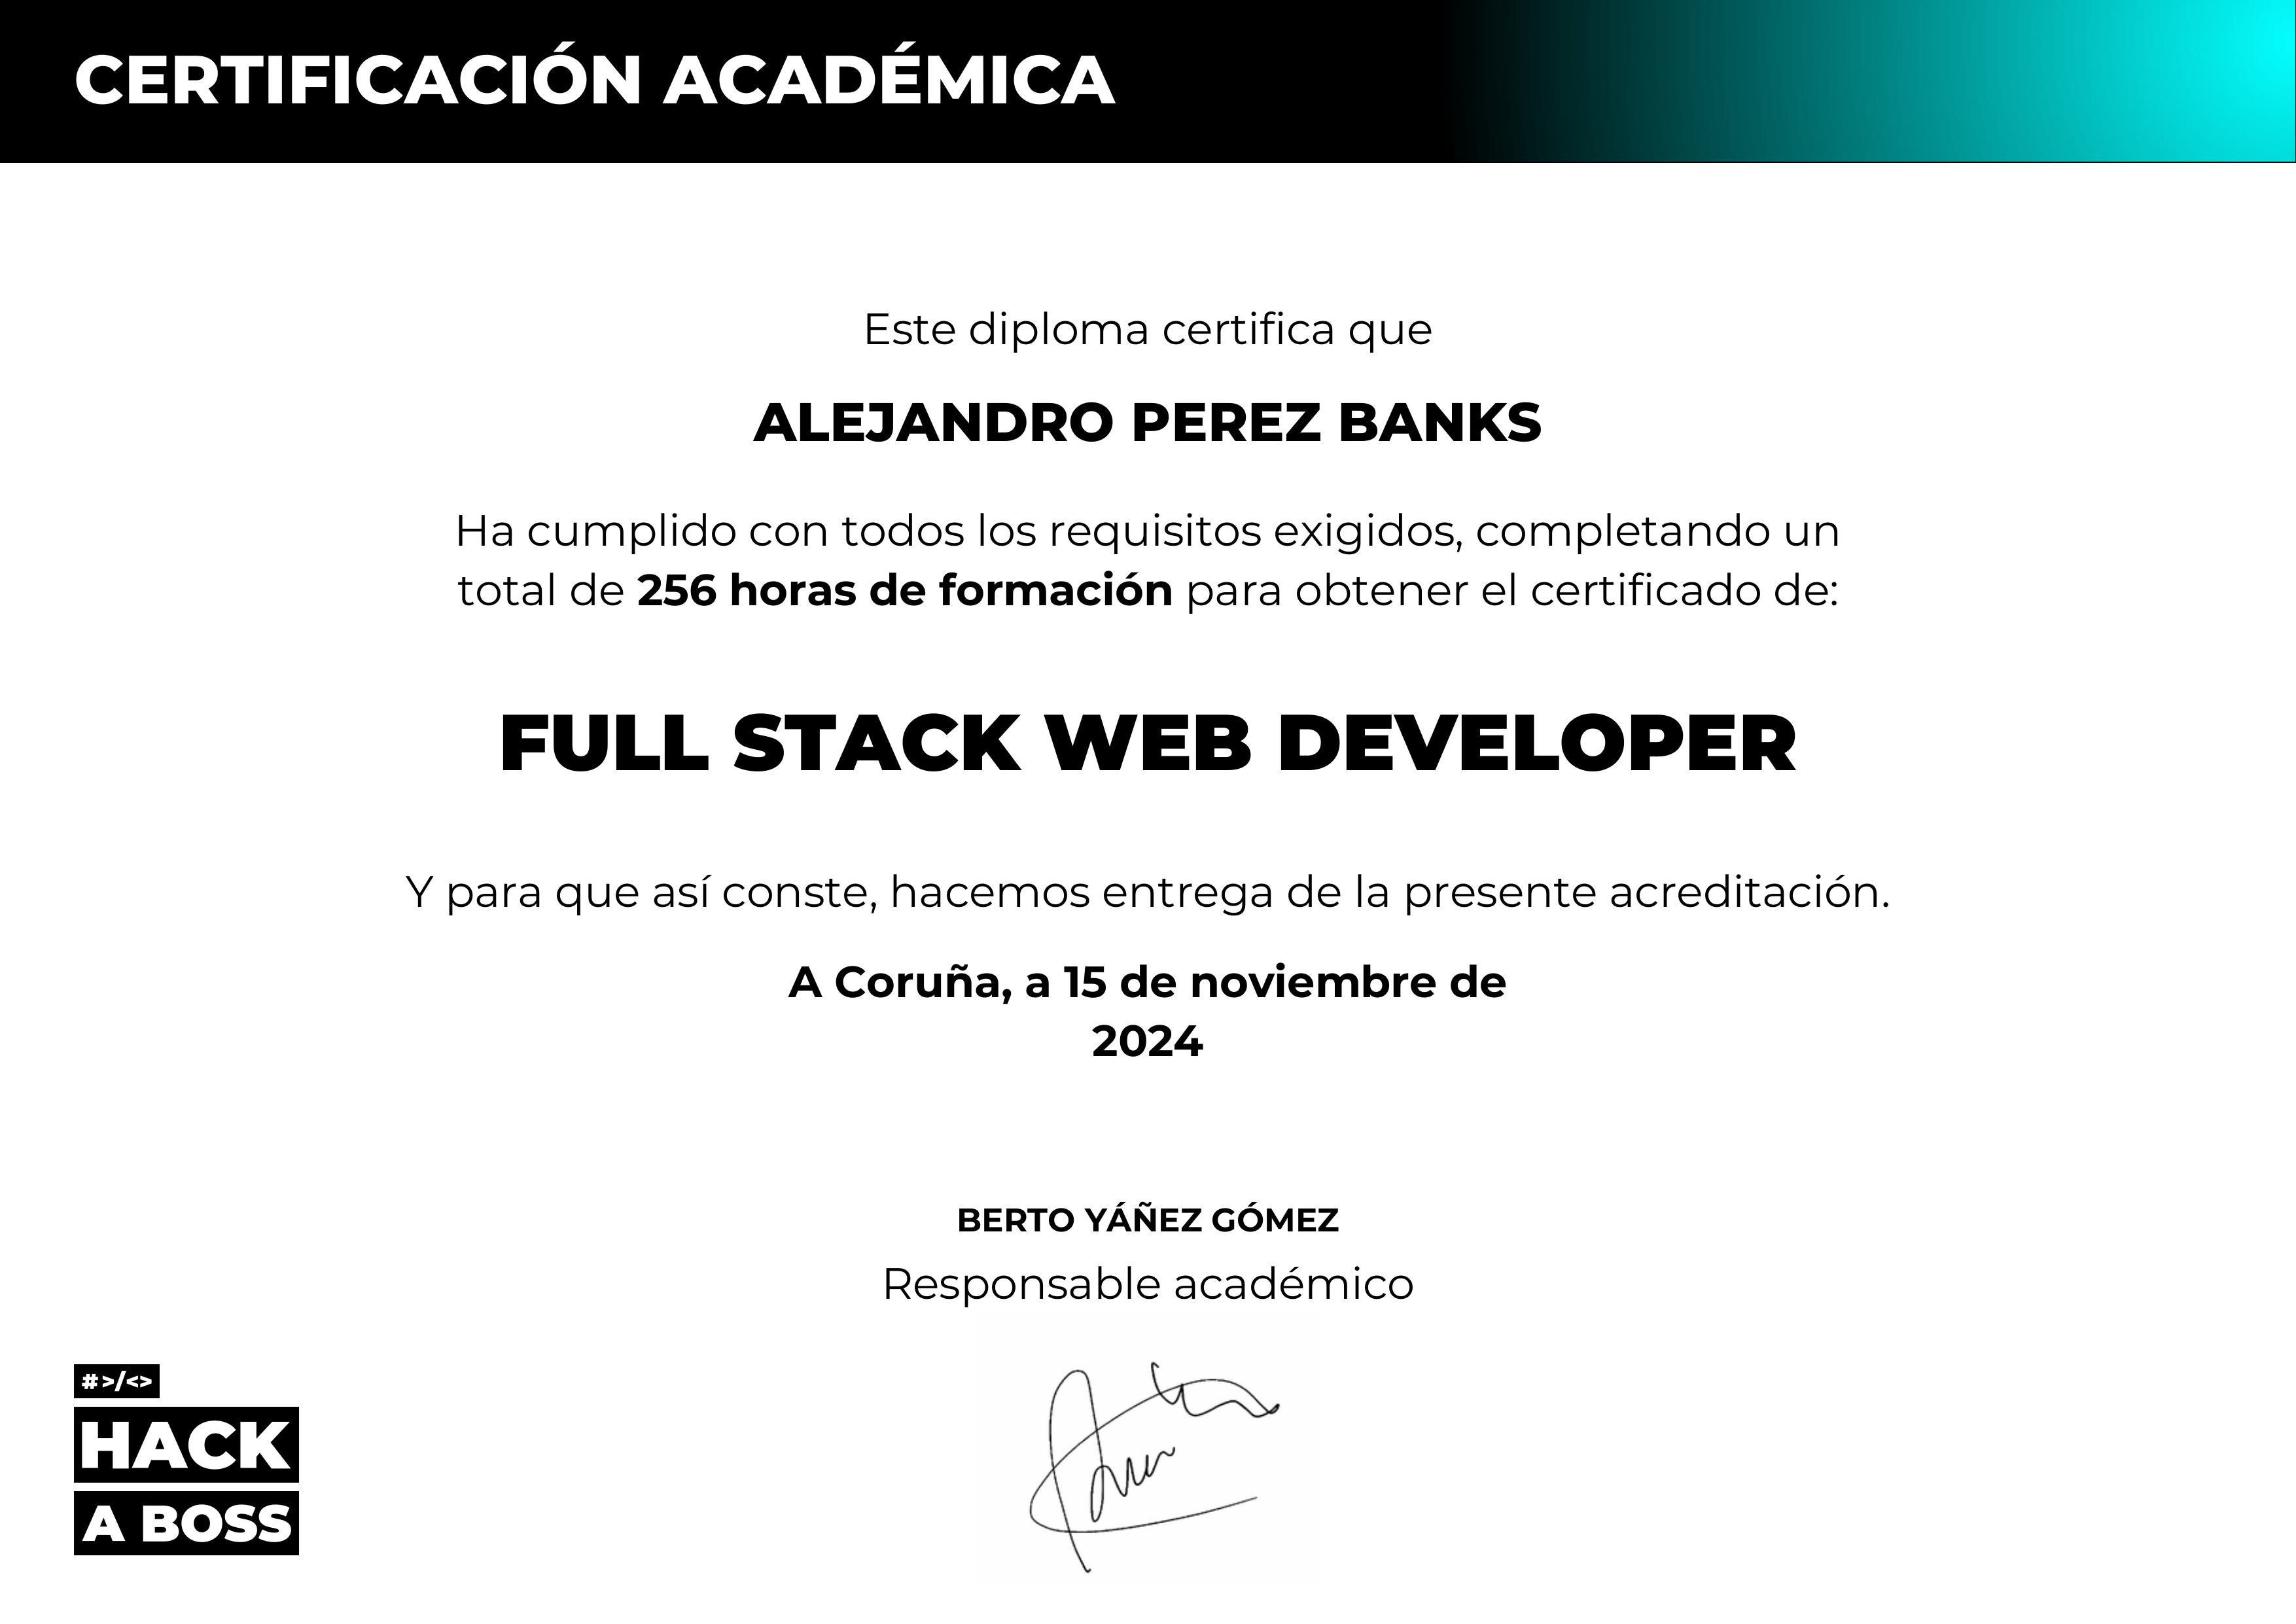 CERTIFICACIÓN ACADÉMICA
Este diploma certifica que
ALEJANDRO PEREZ BANKS
Ha cumplido con todos los requisitos exigidos, completando un
total de 256 horas de formación para obtener el certificado de:
FULL STACK WEB DEVELOPER
Y para que así conste, hacemos entrega de la presente acreditación.
A Coruña, a 15 de noviembre de
2024
BERTO YÁÑEZ GÓMEZ
Responsable académico
#>/<>
HACK
A BOSS